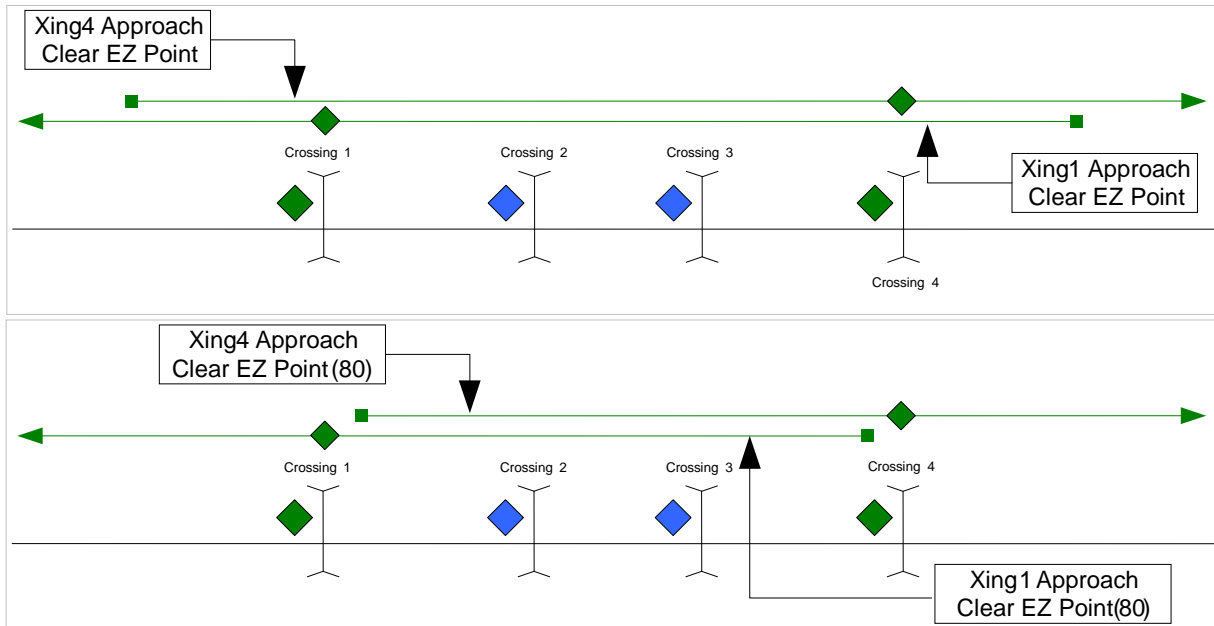 Xing4 Approach
Clear EZ Point
Crossing 1
Crossing 2
Crossing 3
Xing1 Approach
Clear EZ Point
Crossing 4
Xing4 Approach
Clear EZ Point(80)
Crossing 1
Crossing 2
Crossing 3
Crossing 4
Xing1 Approach
Clear EZ Point(80)